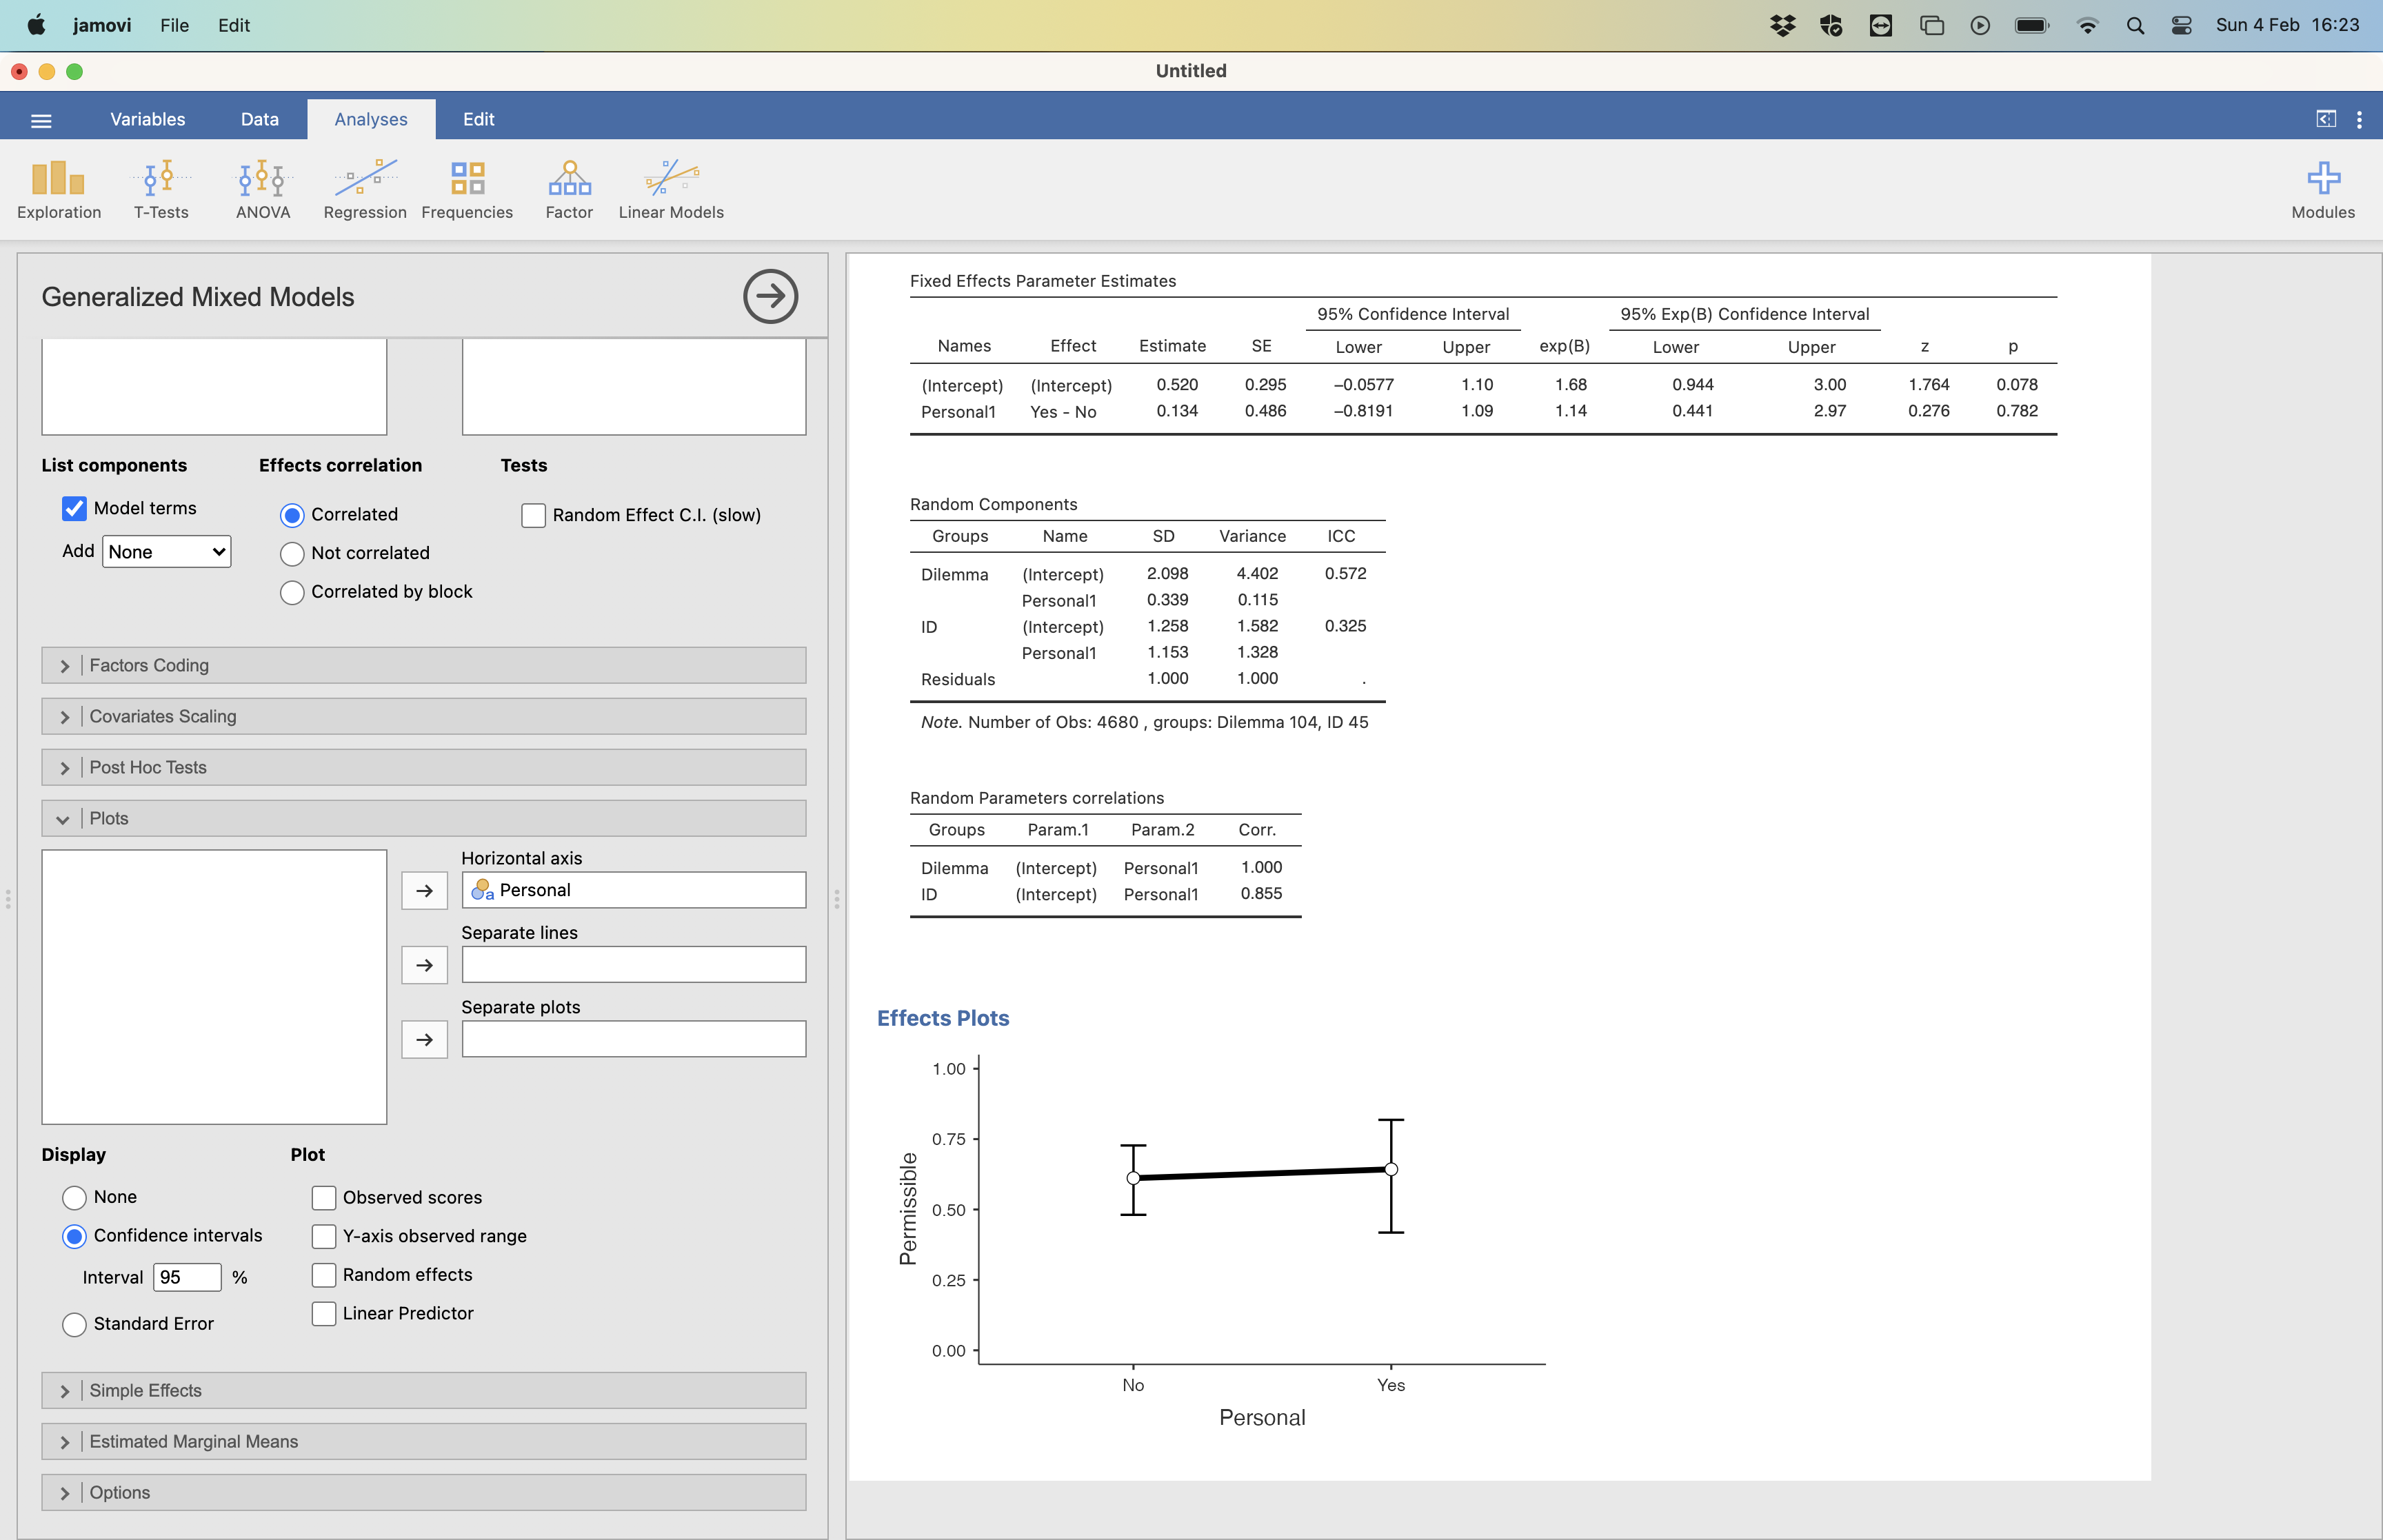 jamovi File Edit Sun 4 Feb 16:23
Untitled
Variables Data Analyses Edit
Exploration T-Tests ANOVA Regression Frequencies Factor Linear Models Modules
Generalized Mixed Models
List components Effects correlation Tests
Model terms Correlated Random Effect C.I. (slow)
Add None Not correlated
Correlated by block
Factors Coding
Covariates Scaling
Post Hoc Tests
Plots
Horizontal axis
a Personal
Separate lines
Separate plots
Display Plot
None Observed scores
Confidence intervals Y-axis observed range
Interval 95 % Random effects
Standard Error Linear Predictor
Simple Effects
Estimated Marginal Means
Options
Fixed Effects Parameter Estimates
95% Confidence Interval 95% Exp(B) Confidence Interval
Names Effect Estimate SE Lower Upper exp(B) Lower Upper z p
(Intercept) (Intercept) 0.520 0.295 −0.0577 1.10 1.68 0.944 3.00 1.764 0.078
Personal1 Yes - No 0.134 0.486 −0.8191 1.09 1.14 0.441 2.97 0.276 0.782
Random Components
Groups Name SD Variance ICC
Dilemma (Intercept) 2.098 4.402 0.572
Personal1 0.339 0.115
ID (Intercept) 1.258 1.582 0.325
Personal1 1.153 1.328
Residuals 1.000 1.000 .
Note. Number of Obs: 4680 , groups: Dilemma 104, ID 45
Random Parameters correlations
Groups Param.1 Param.2 Corr.
Dilemma (Intercept) Personal1 1.000
ID (Intercept) Personal1 0.855
Effects Plots
1.00
0.75
0.50
0.25
0.00
Permissible
No Yes
Personal